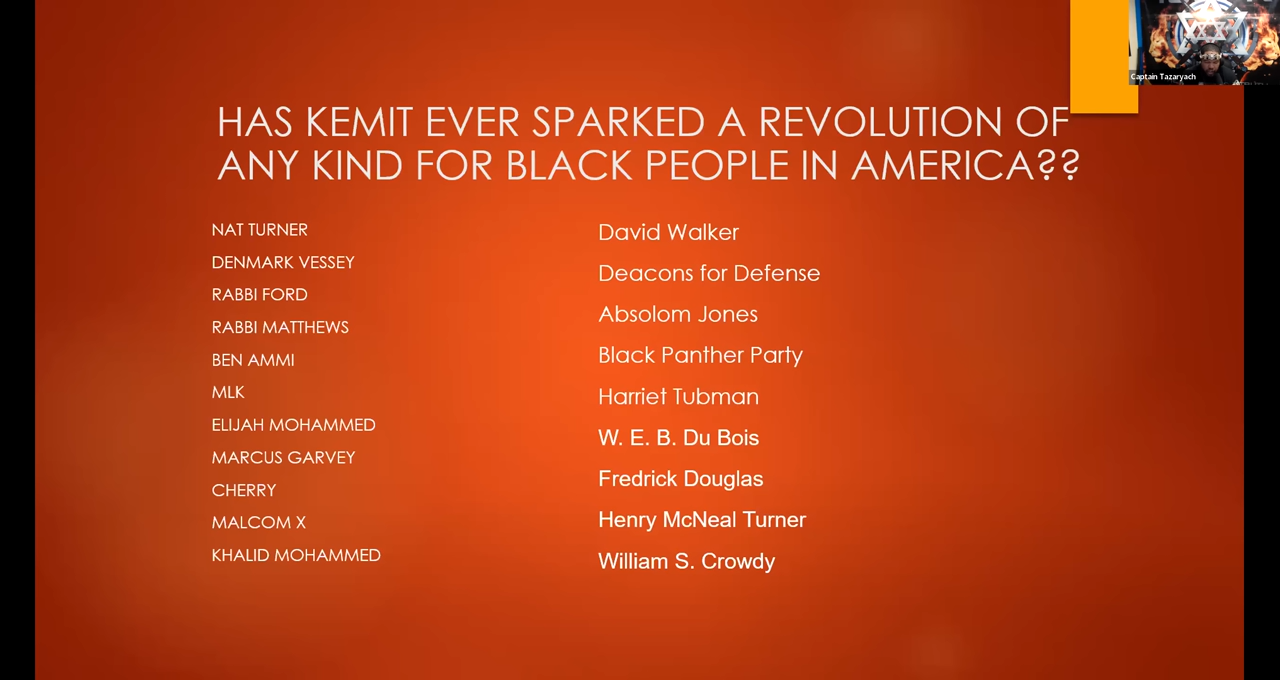 HAS KEMIT EVER SPARKED A REVOLUTION OF
ANY KIND FOR BLACK PEOPLE IN AMERICA??
NAT TURNER
DENMARK VESSEY
RABBI FORD
RABBI MATTHEWS
BEN AMMI
MLK
ELIJAH MOHAMMED
MARCUS GARVEY
CHERRY
MALCOM X
KHALID MOHAMMED
David Walker
Deacons for Defense
Absolom Jones
Black Panther Party
Harriet Tubman
W. E. B. Du Bois
Fredrick Douglas
Henry McNeal Turner
William S. Crowdy
Captain Tazaryach